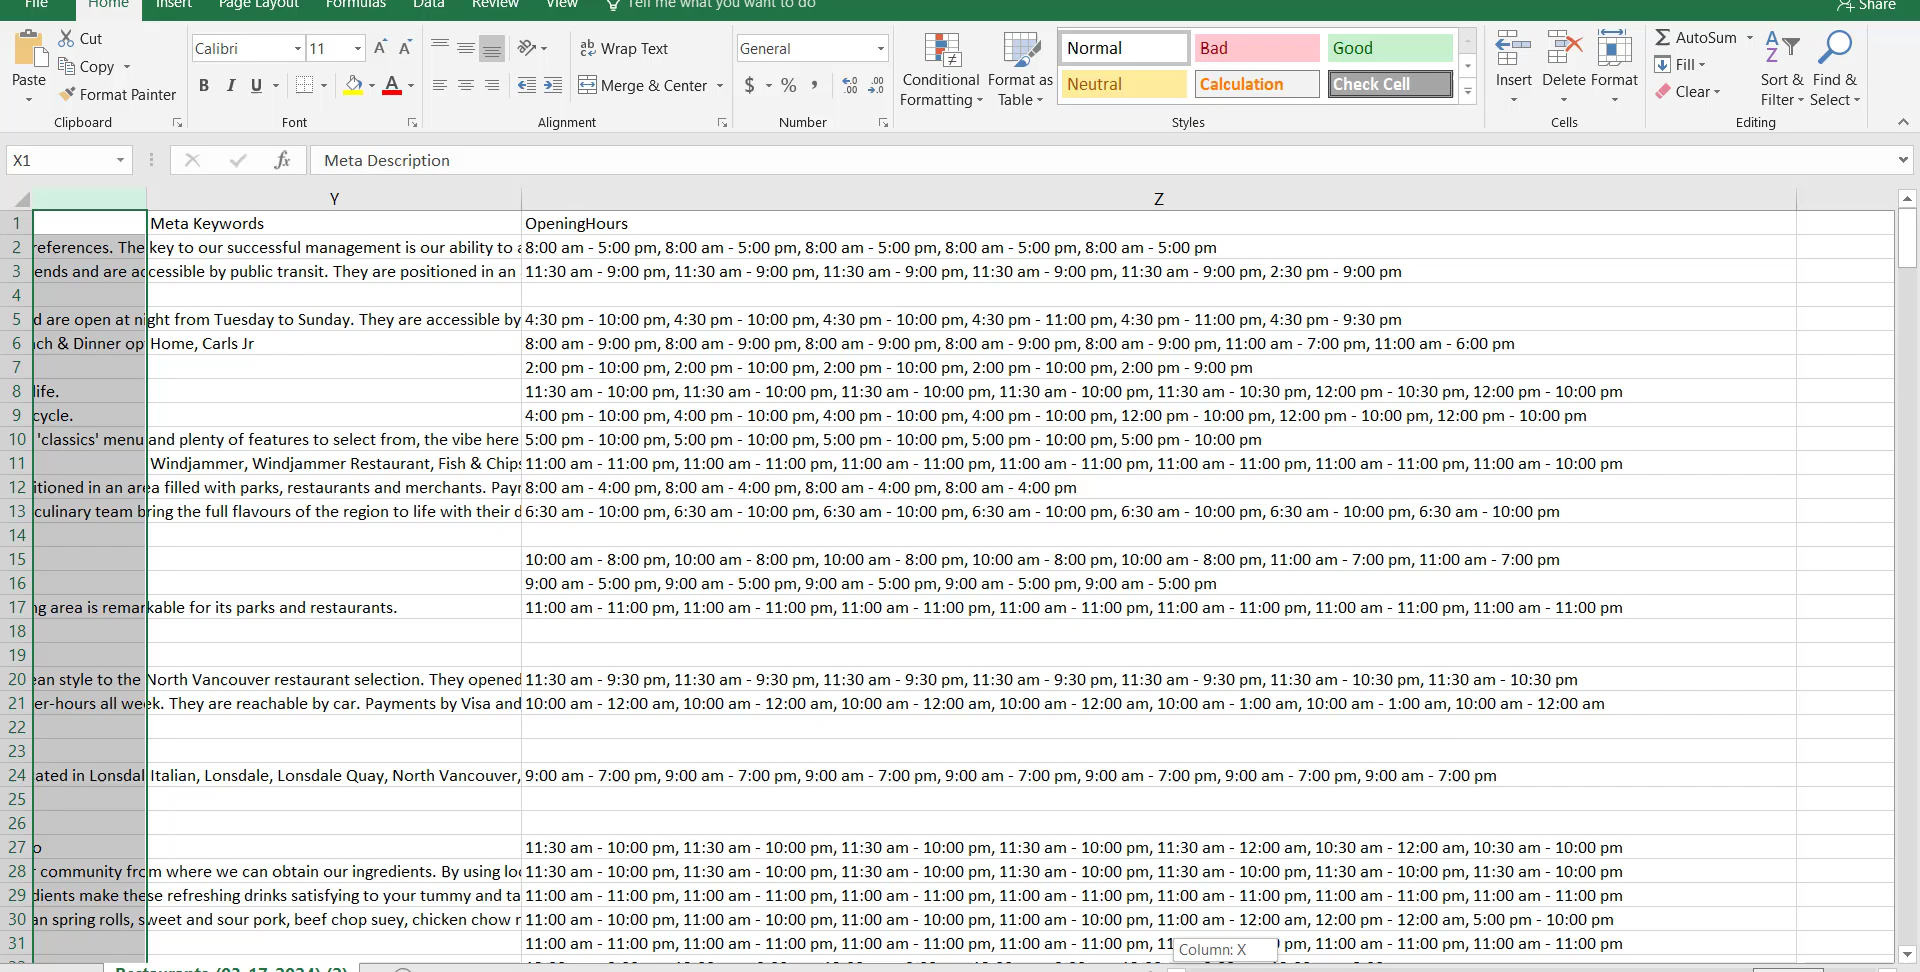 File Home Insert Page Layout Formulas Data Review View Tell me what you want to do Share
Paste Cut Copy Format Painter
Clipboard
Calibri 11
B I U A
Font
Wrap Text
Merge & Center
Alignment
General
$ % , .00
Number
Conditional Formatting
Format as Table
Normal Bad Good
Neutral Calculation Check Cell
Styles
Insert Delete Format
Cells
AutoSum
Fill
Clear
Sort & Filter
Find & Select
Editing
X1 fx Meta Description
Y Z
1 Meta Keywords OpeningHours
2 references. The key to our successful management is our ability to 8:00 am - 5:00 pm, 8:00 am - 5:00 pm, 8:00 am - 5:00 pm, 8:00 am - 5:00 pm, 8:00 am - 5:00 pm
3 ends and are accessible by public transit. They are positioned in an 11:30 am - 9:00 pm, 11:30 am - 9:00 pm, 11:30 am - 9:00 pm, 11:30 am - 9:00 pm, 11:30 am - 9:00 pm, 2:30 pm - 9:00 pm
4
5 d are open at night from Tuesday to Sunday. They are accessible by 4:30 pm - 10:00 pm, 4:30 pm - 10:00 pm, 4:30 pm - 10:00 pm, 4:30 pm - 11:00 pm, 4:30 pm - 11:00 pm, 4:30 pm - 9:30 pm
6 ch & Dinner op Home, Carls Jr 8:00 am - 9:00 pm, 8:00 am - 9:00 pm, 8:00 am - 9:00 pm, 8:00 am - 9:00 pm, 8:00 am - 9:00 pm, 11:00 am - 7:00 pm, 11:00 am - 6:00 pm
7 2:00 pm - 10:00 pm, 2:00 pm - 10:00 pm, 2:00 pm - 10:00 pm, 2:00 pm - 10:00 pm, 2:00 pm - 9:00 pm
8 life. 11:30 am - 10:00 pm, 11:30 am - 10:00 pm, 11:30 am - 10:00 pm, 11:30 am - 10:00 pm, 11:30 am - 10:30 pm, 12:00 pm - 10:30 pm, 12:00 pm - 10:00 pm
9 cycle. 4:00 pm - 10:00 pm, 4:00 pm - 10:00 pm, 4:00 pm - 10:00 pm, 4:00 pm - 10:00 pm, 12:00 pm - 10:00 pm, 12:00 pm - 10:00 pm, 12:00 pm - 10:00 pm
10 'classics' menu and plenty of features to select from, the vibe here 5:00 pm - 10:00 pm, 5:00 pm - 10:00 pm, 5:00 pm - 10:00 pm, 5:00 pm - 10:00 pm, 5:00 pm - 10:00 pm
11 Windjammer, Windjammer Restaurant, Fish & Chips 11:00 am - 11:00 pm, 11:00 am - 11:00 pm, 11:00 am - 11:00 pm, 11:00 am - 11:00 pm, 11:00 am - 11:00 pm, 11:00 am - 11:00 pm, 11:00 am - 10:00 pm
12 itioned in an area filled with parks, restaurants and merchants. Payn 8:00 am - 4:00 pm, 8:00 am - 4:00 pm, 8:00 am - 4:00 pm, 8:00 am - 4:00 pm
13 culinary team bring the full flavours of the region to life with their d 6:30 am - 10:00 pm, 6:30 am - 10:00 pm, 6:30 am - 10:00 pm, 6:30 am - 10:00 pm, 6:30 am - 10:00 pm, 6:30 am - 10:00 pm, 6:30 am - 10:00 pm
14
15 10:00 am - 8:00 pm, 10:00 am - 8:00 pm, 10:00 am - 8:00 pm, 10:00 am - 8:00 pm, 10:00 am - 8:00 pm, 11:00 am - 7:00 pm, 11:00 am - 7:00 pm
16 9:00 am - 5:00 pm, 9:00 am - 5:00 pm, 9:00 am - 5:00 pm, 9:00 am - 5:00 pm, 9:00 am - 5:00 pm
17 ng area is remarkable for its parks and restaurants. 11:00 am - 11:00 pm, 11:00 am - 11:00 pm, 11:00 am - 11:00 pm, 11:00 am - 11:00 pm, 11:00 am - 11:00 pm, 11:00 am - 11:00 pm, 11:00 am - 11:00 pm
18
19
20 ean style to the North Vancouver restaurant selection. They opened 11:30 am - 9:30 pm, 11:30 am - 9:30 pm, 11:30 am - 9:30 pm, 11:30 am - 9:30 pm, 11:30 am - 9:30 pm, 11:30 am - 10:30 pm, 11:30 am - 10:30 pm
21 er-hours all week. They are reachable by car. Payments by Visa and 10:00 am - 12:00 am, 10:00 am - 12:00 am, 10:00 am - 12:00 am, 10:00 am - 12:00 am, 10:00 am - 1:00 am, 10:00 am - 1:00 am, 10:00 am - 12:00 am
22
23
24 ated in Lonsdal Italian, Lonsdale, Lonsdale Quay, North Vancouver, 9:00 am - 7:00 pm, 9:00 am - 7:00 pm, 9:00 am - 7:00 pm, 9:00 am - 7:00 pm, 9:00 am - 7:00 pm, 9:00 am - 7:00 pm, 9:00 am - 7:00 pm
25
26
27 o 11:30 am - 10:00 pm, 11:30 am - 10:00 pm, 11:30 am - 10:00 pm, 11:30 am - 10:00 pm, 11:30 am - 12:00 am, 10:30 am - 12:00 am, 10:30 am - 10:00 pm
28 community from where we can obtain our ingredients. By using loc 11:30 am - 10:00 pm, 11:30 am - 10:00 pm, 11:30 am - 10:00 pm, 11:30 am - 10:00 pm, 11:30 am - 10:00 pm, 11:30 am - 10:00 pm, 11:30 am - 10:00 pm
29 dients make these refreshing drinks satisfying to your tummy and ta 11:00 am - 11:00 pm, 11:00 am - 11:00 pm, 11:00 am - 11:00 pm, 11:00 am - 11:00 pm, 11:00 am - 11:00 pm, 11:00 am - 11:00 pm, 11:00 am - 11:00 pm
30 an spring rolls, sweet and sour pork, beef chop suey, chicken chow 11:00 am - 10:00 pm, 11:00 am - 10:00 pm, 11:00 am - 10:00 pm, 11:00 am - 10:00 pm, 11:00 am - 12:00 am, 12:00 pm - 12:00 am, 5:00 pm - 10:00 pm
31 11:00 am - 11:00 pm, 11:00 am - 11:00 pm, 11:00 am - 11:00 pm, 11:00 am - 11:00 pm, 11 pm, 11:00 am - 11:00 pm, 11:00 am - 11:00 pm
Column: X
Restaurants (03-17-2024) (2)